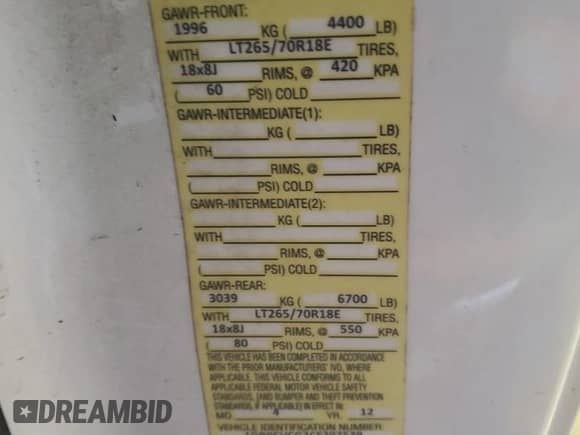 GAWR-FRONT:
1996 KG ( 4400 LB)
WITH LT265/70R18E TIRES,
18x8J RIMS, @ 420 KPA
( 60 PSI) COLD
GAWR-INTERMEDIATE(1):
KG ( LB)
WITH TIRES,
RIMS, @ KPA
( PSI) COLD
GAWR-INTERMEDIATE(2):
KG ( LB)
WITH TIRES,
RIMS, @ KPA
( PSI) COLD
GAWR-REAR:
3039 KG ( 6700 LB)
WITH LT265/70R18E TIRES,
18x8J RIMS, @ 550 KPA
( 80 PSI) COLD
THIS VEHICLE HAS BEEN COMPLETED IN ACCORDANCE
WITH THE PRIOR MANUFACTURERS' IVD, WHERE
APPLICABLE. THIS VEHICLE CONFORMS TO ALL
APPLICABLE FEDERAL MOTOR VEHICLE SAFETY
STANDARDS, [AND BUMPER AND THEFT PREVENTION
STANDARDS, IF APPLICABLE] IN EFFECT IN:
MO 4 YR. 12
VEHICLE IDENTIFICATION NUMBER
DREAMBID
DREAMBID.COM